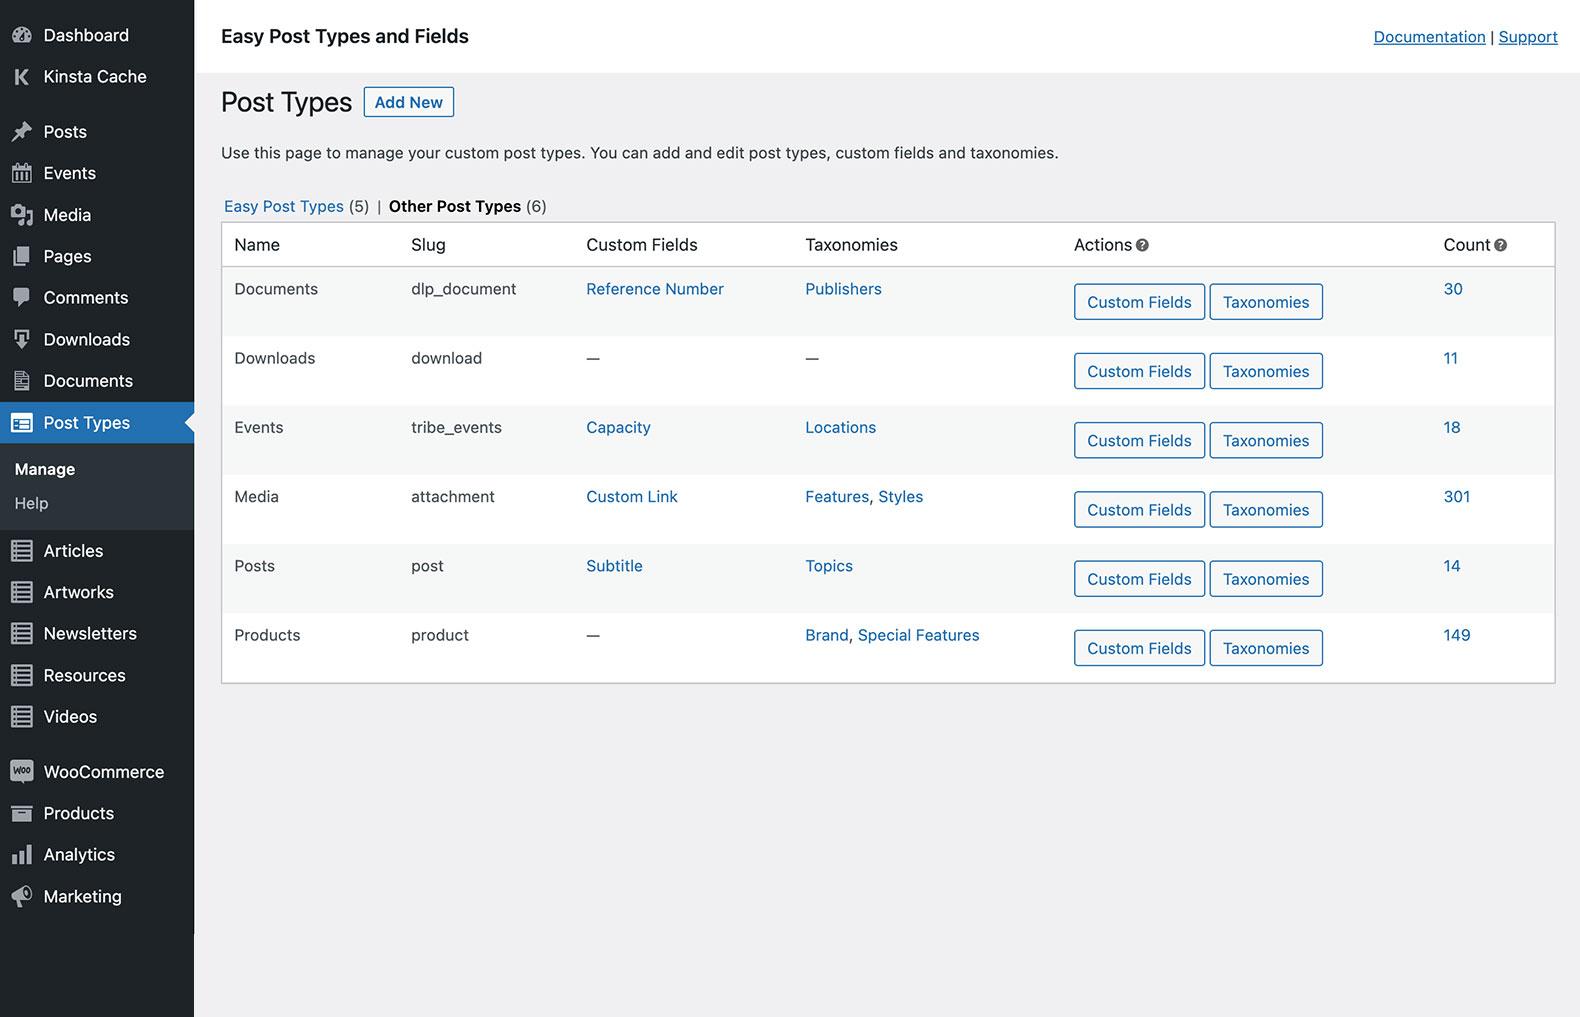 Dashboard
Kinsta Cache
Posts
Events
Media
Pages
Comments
Downloads
Documents
Post Types
Manage
Help
Articles
Artworks
Newsletters
Resources
Videos
WooCommerce
Products
Analytics
Marketing
Easy Post Types and Fields
Documentation | Support
Post Types Add New
Use this page to manage your custom post types. You can add and edit post types, custom fields and taxonomies.
Easy Post Types (5) | Other Post Types (6)
Name Slug Custom Fields Taxonomies Actions ? Count ?
Documents dlp_document Reference Number Publishers Custom Fields Taxonomies 30
Downloads download — — Custom Fields Taxonomies 11
Events tribe_events Capacity Locations Custom Fields Taxonomies 18
Media attachment Custom Link Features, Styles Custom Fields Taxonomies 301
Posts post Subtitle Topics Custom Fields Taxonomies 14
Products product — Brand, Special Features Custom Fields Taxonomies 149